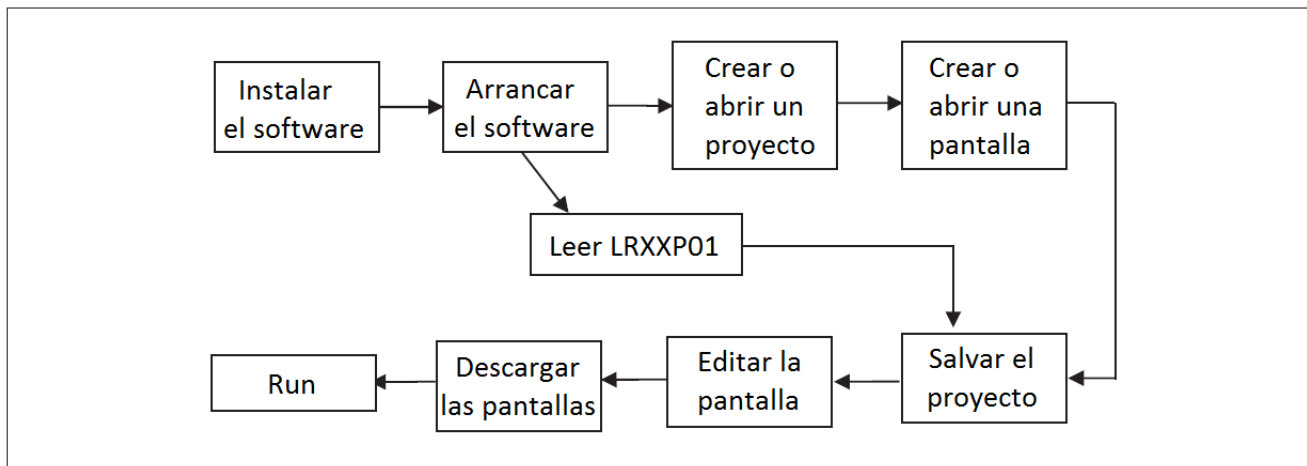 Instalar
el software
Arrancar
el software
Crear o
abrir un
proyecto
Crear o
abrir una
pantalla
Leer LRXXP01
Salvar el
proyecto
Editar la
pantalla
Descargar
las pantallas
Run